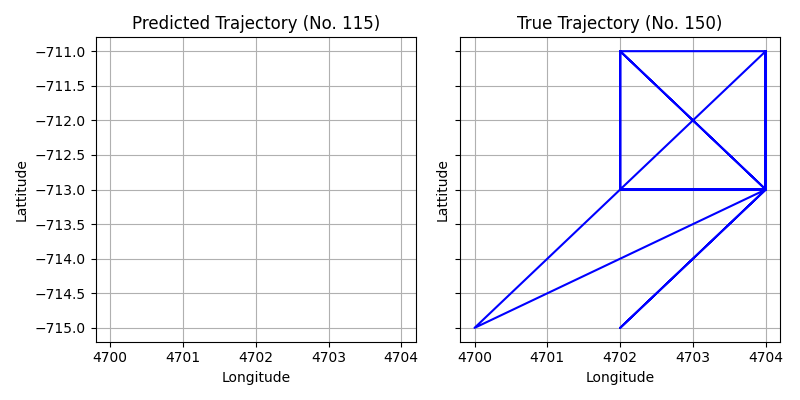 Predicted Trajectory (No. 115)
True Trajectory (No. 150)
−711.0
−711.5
−712.0
−712.5
−713.0
−713.5
−714.0
−714.5
−715.0
Lattitude
Lattitude
4700 4701 4702 4703 4704
4700 4701 4702 4703 4704
Longitude
Longitude